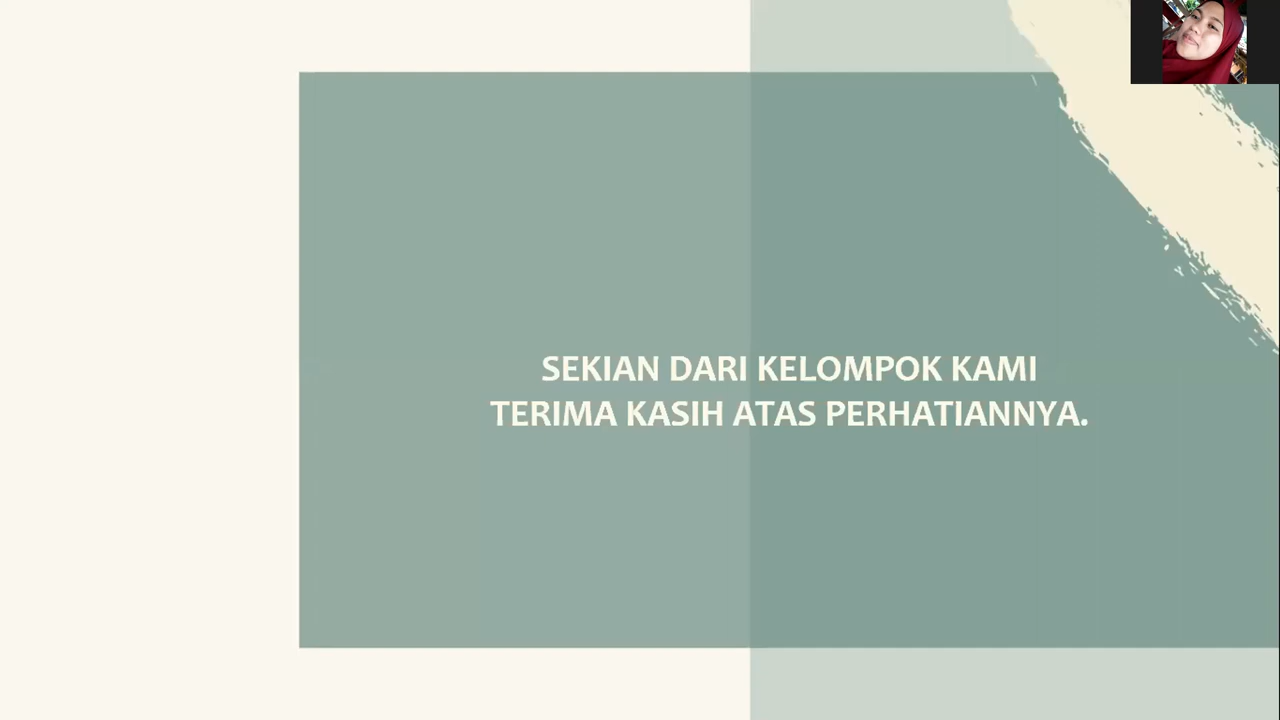 SEKIAN DARI KELOMPOK KAMI
TERIMA KASIH ATAS PERHATIANNYA.